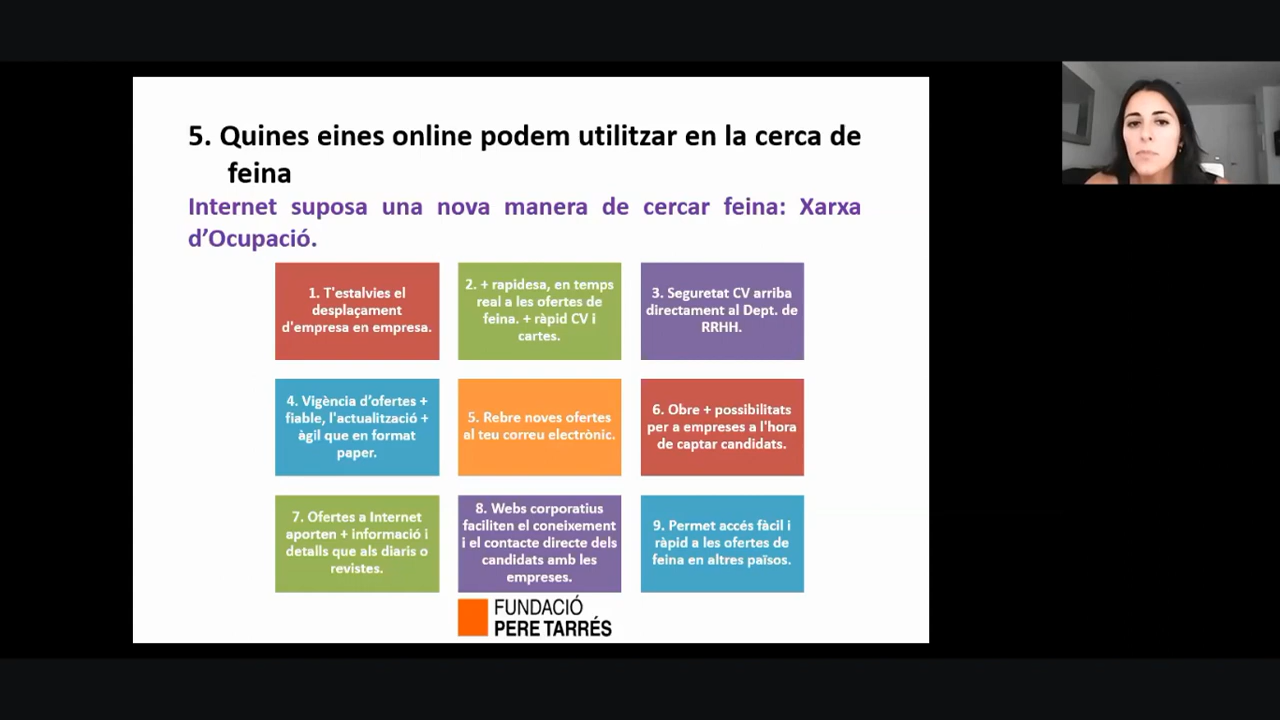 5. Quines eines online podem utilitzar en la cerca de
feina
Internet suposa una nova manera de cercar feina: Xarxa
d’Ocupació.
1. T'estalvies el
desplaçament
d'empresa en empresa.
2. + rapidesa, en temps
real a les ofertes de
feina. + ràpid CV i
cartes.
3. Seguretat CV arriba
directament al Dept. de
RRHH.
4. Vigència d’ofertes +
fiable, l'actualització +
àgil que en format
paper.
5. Rebre noves ofertes
al teu correu electrònic.
6. Obre + possibilitats
per a empreses a l'hora
de captar candidats.
7. Ofertes a Internet
aporten + informació i
detalls que als diaris o
revistes.
8. Webs corporatius
faciliten el coneixement
i el contacte directe dels
candidats amb les
empreses.
9. Permet accés fàcil i
ràpid a les ofertes de
feina en altres països.
FUNDACIÓ
PERE TARRÉS